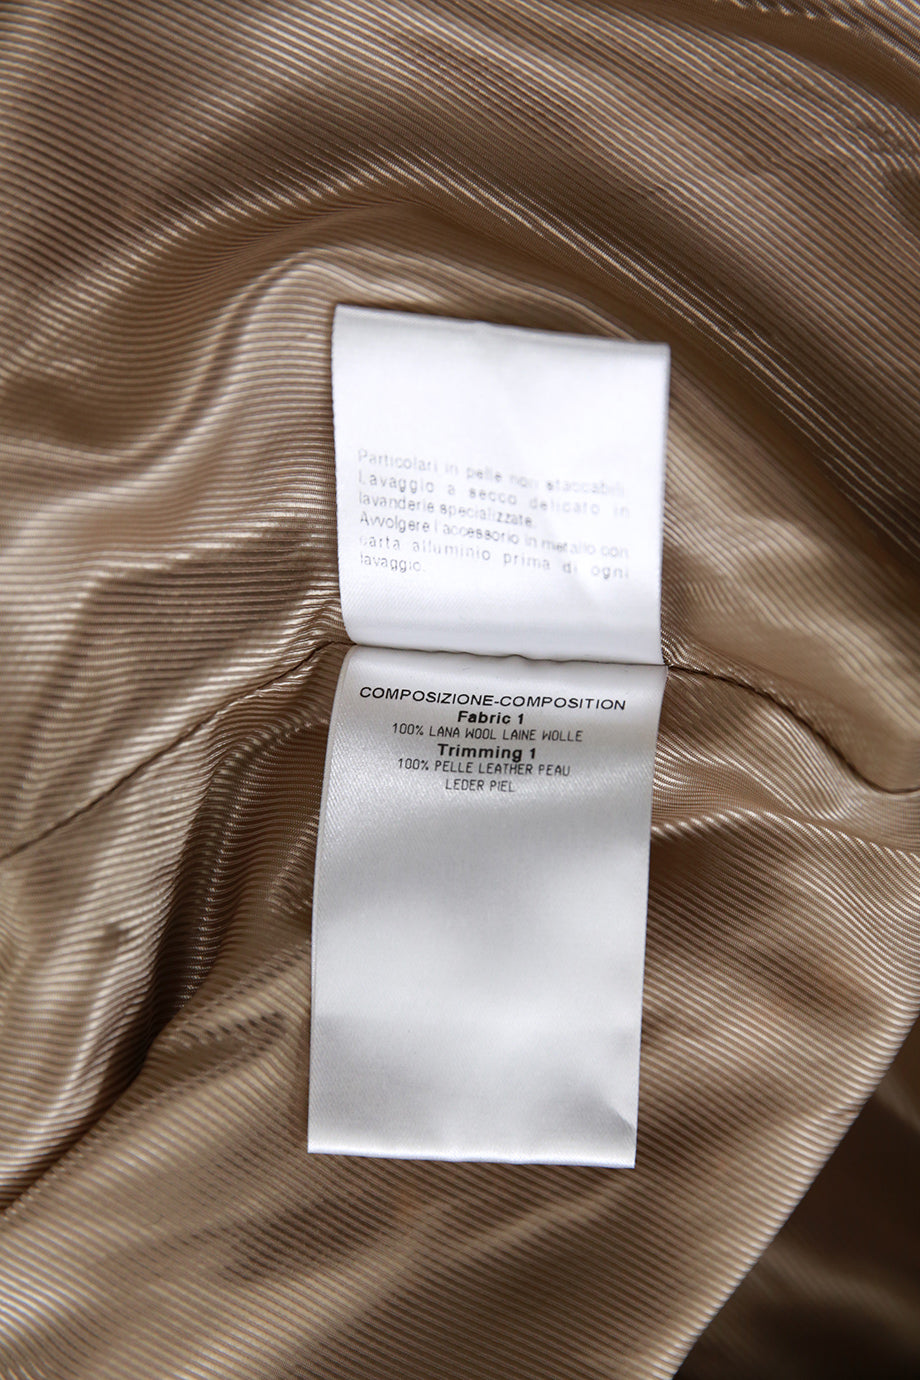 Particolari in pelle non staccabili.
Lavaggio a secco delicato in
lavanderie specializzate.
Avvolgere l'accessorio in metallo con
carta alluminio prima di ogni
lavaggio.
COMPOSIZIONE-COMPOSITION
Fabric 1
100% LANA WOOL LAINE WOLLE
Trimming 1
100% PELLE LEATHER PEAU
LEDER PIEL